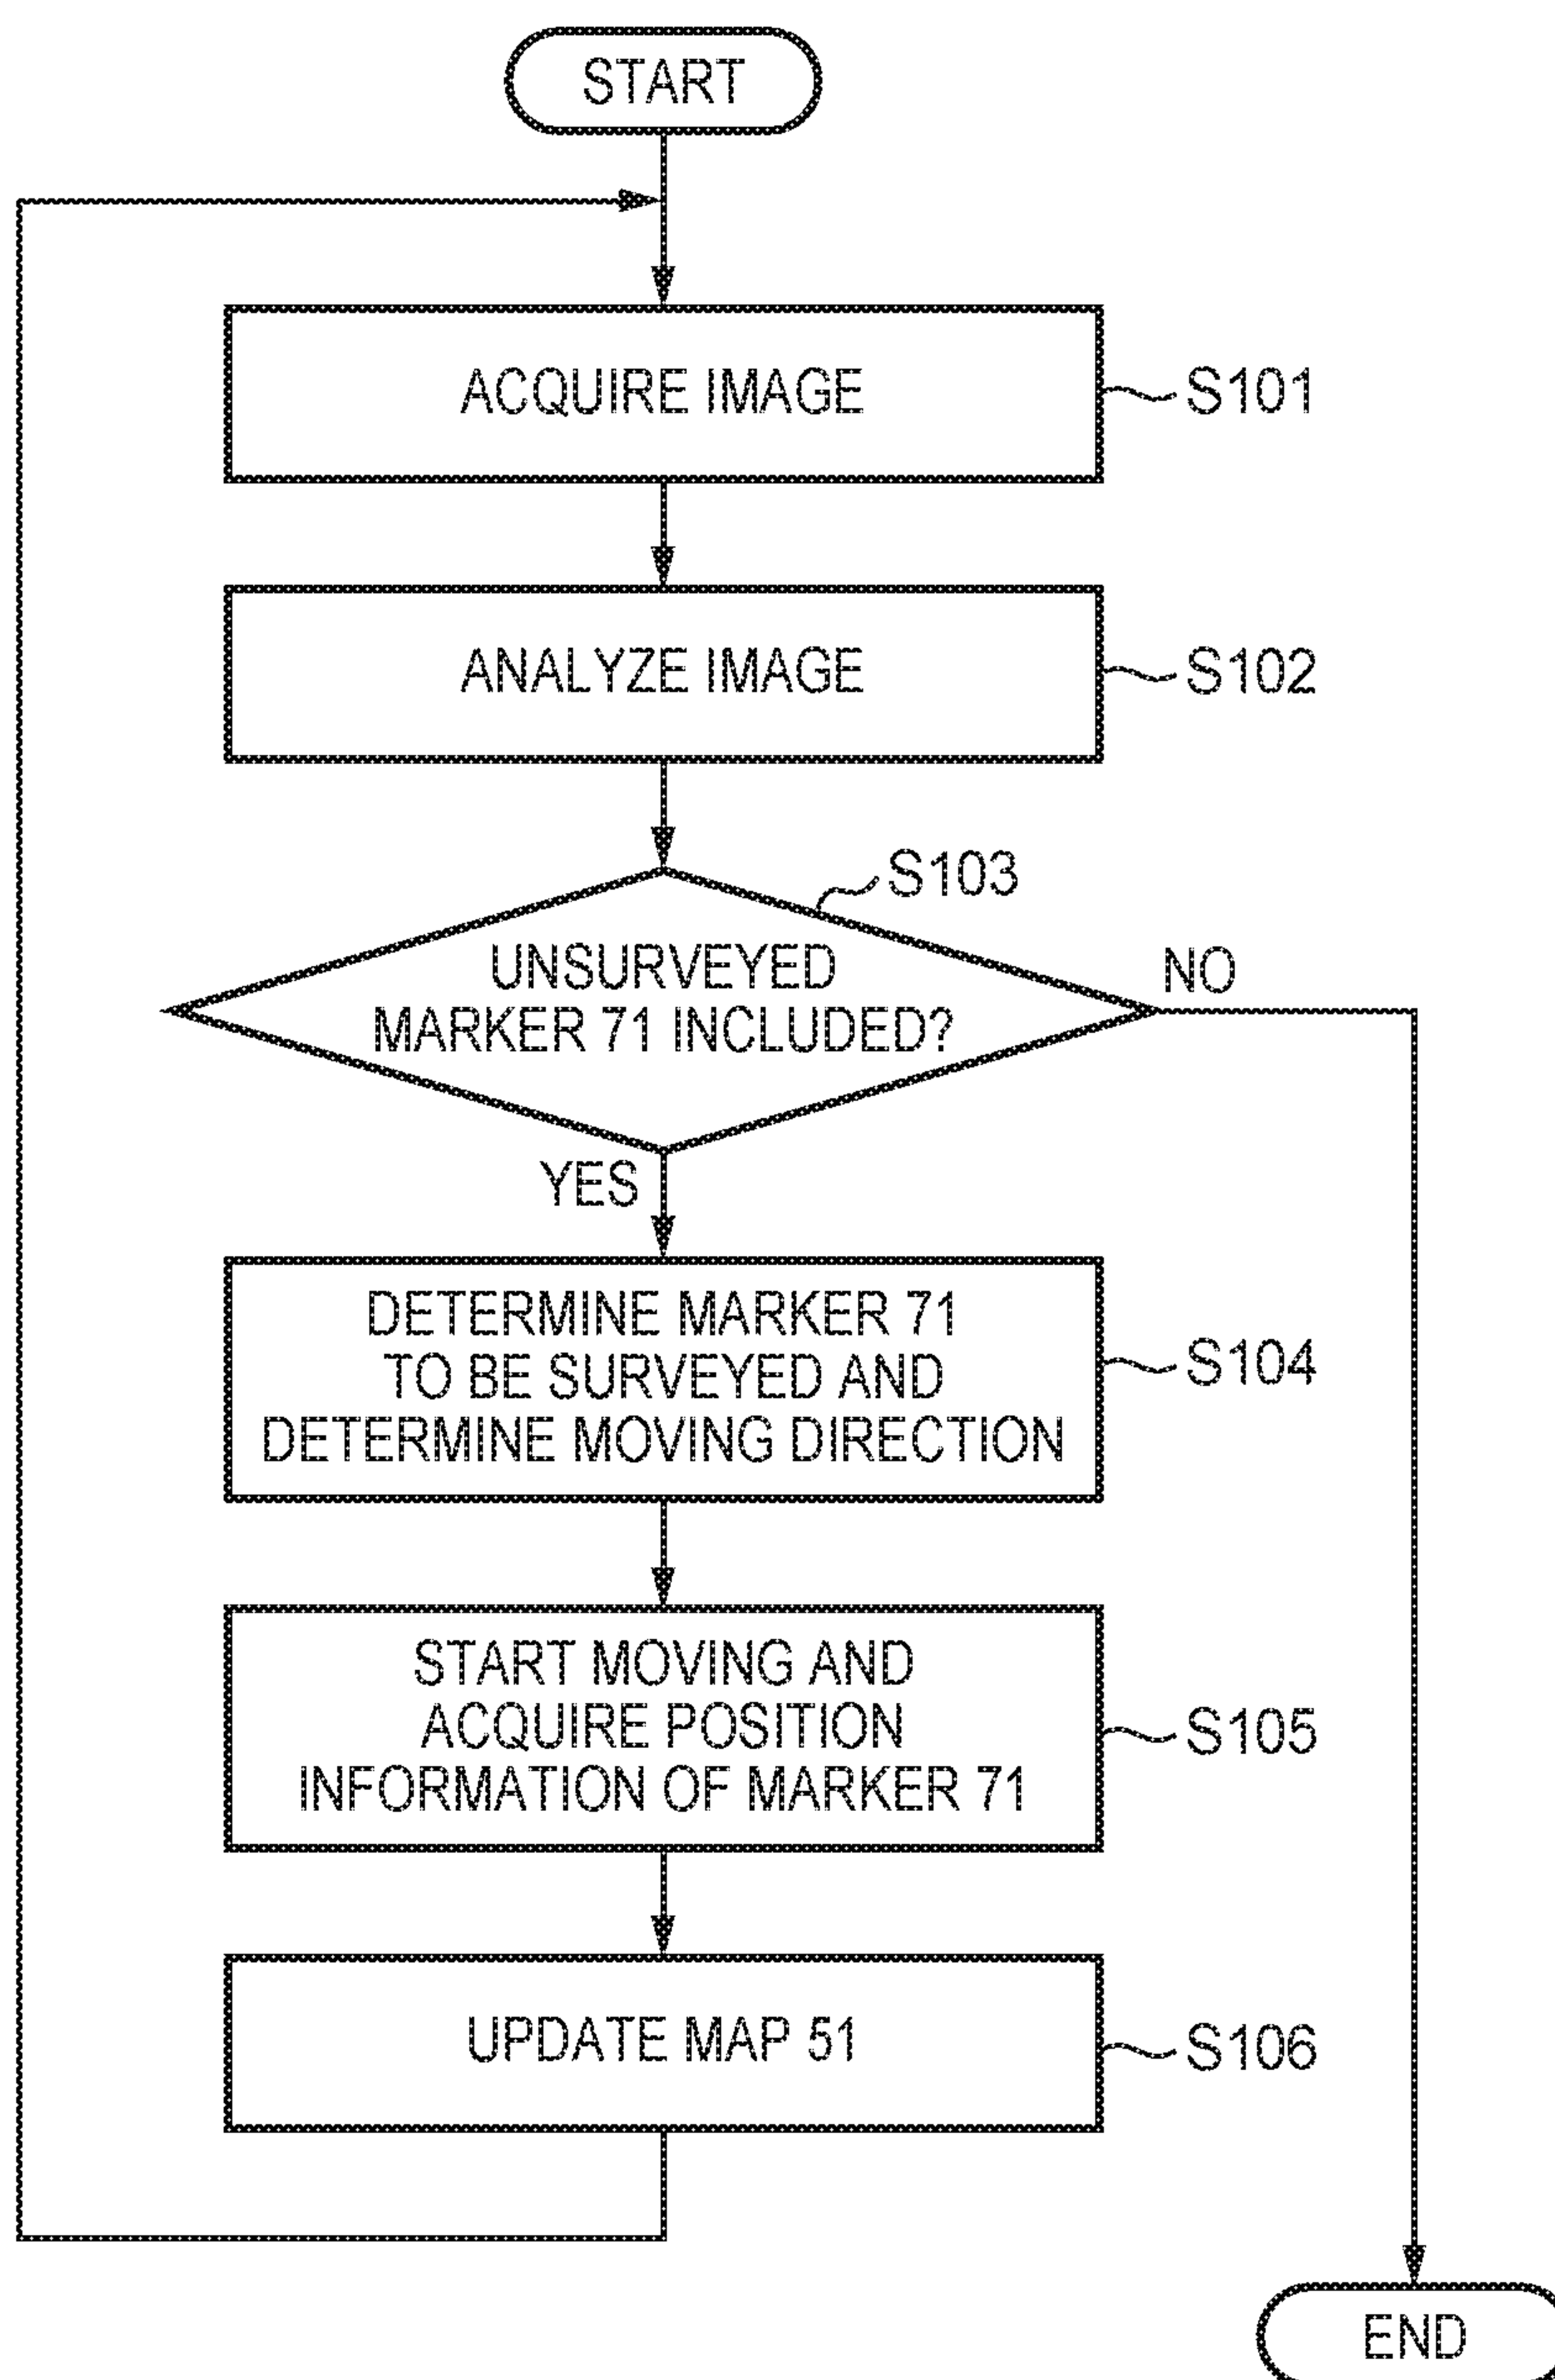 START
ACQUIRE IMAGE
S101
ANALYZE IMAGE
S102
S103
UNSURVEYED
MARKER 71 INCLUDED?
NO
YES
DETERMINE MARKER 71
TO BE SURVEYED AND
DETERMINE MOVING DIRECTION
S104
START MOVING AND
ACQUIRE POSITION
INFORMATION OF MARKER 71
S105
UPDATE MAP 51
S106
END